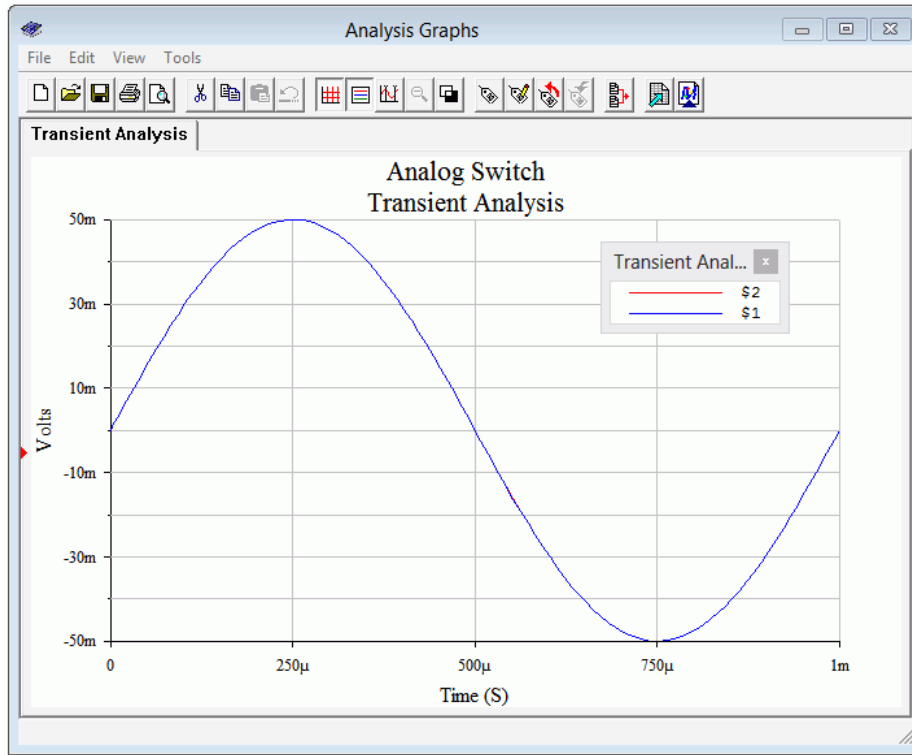 Analysis Graphs
File Edit View Tools
Transient Analysis
Analog Switch
Transient Analysis
50m
30m
10m
-10m
-30m
-50m
Volts
Transient Anal... x
$2
$1
0 250µ 500µ 750µ 1m
Time (S)